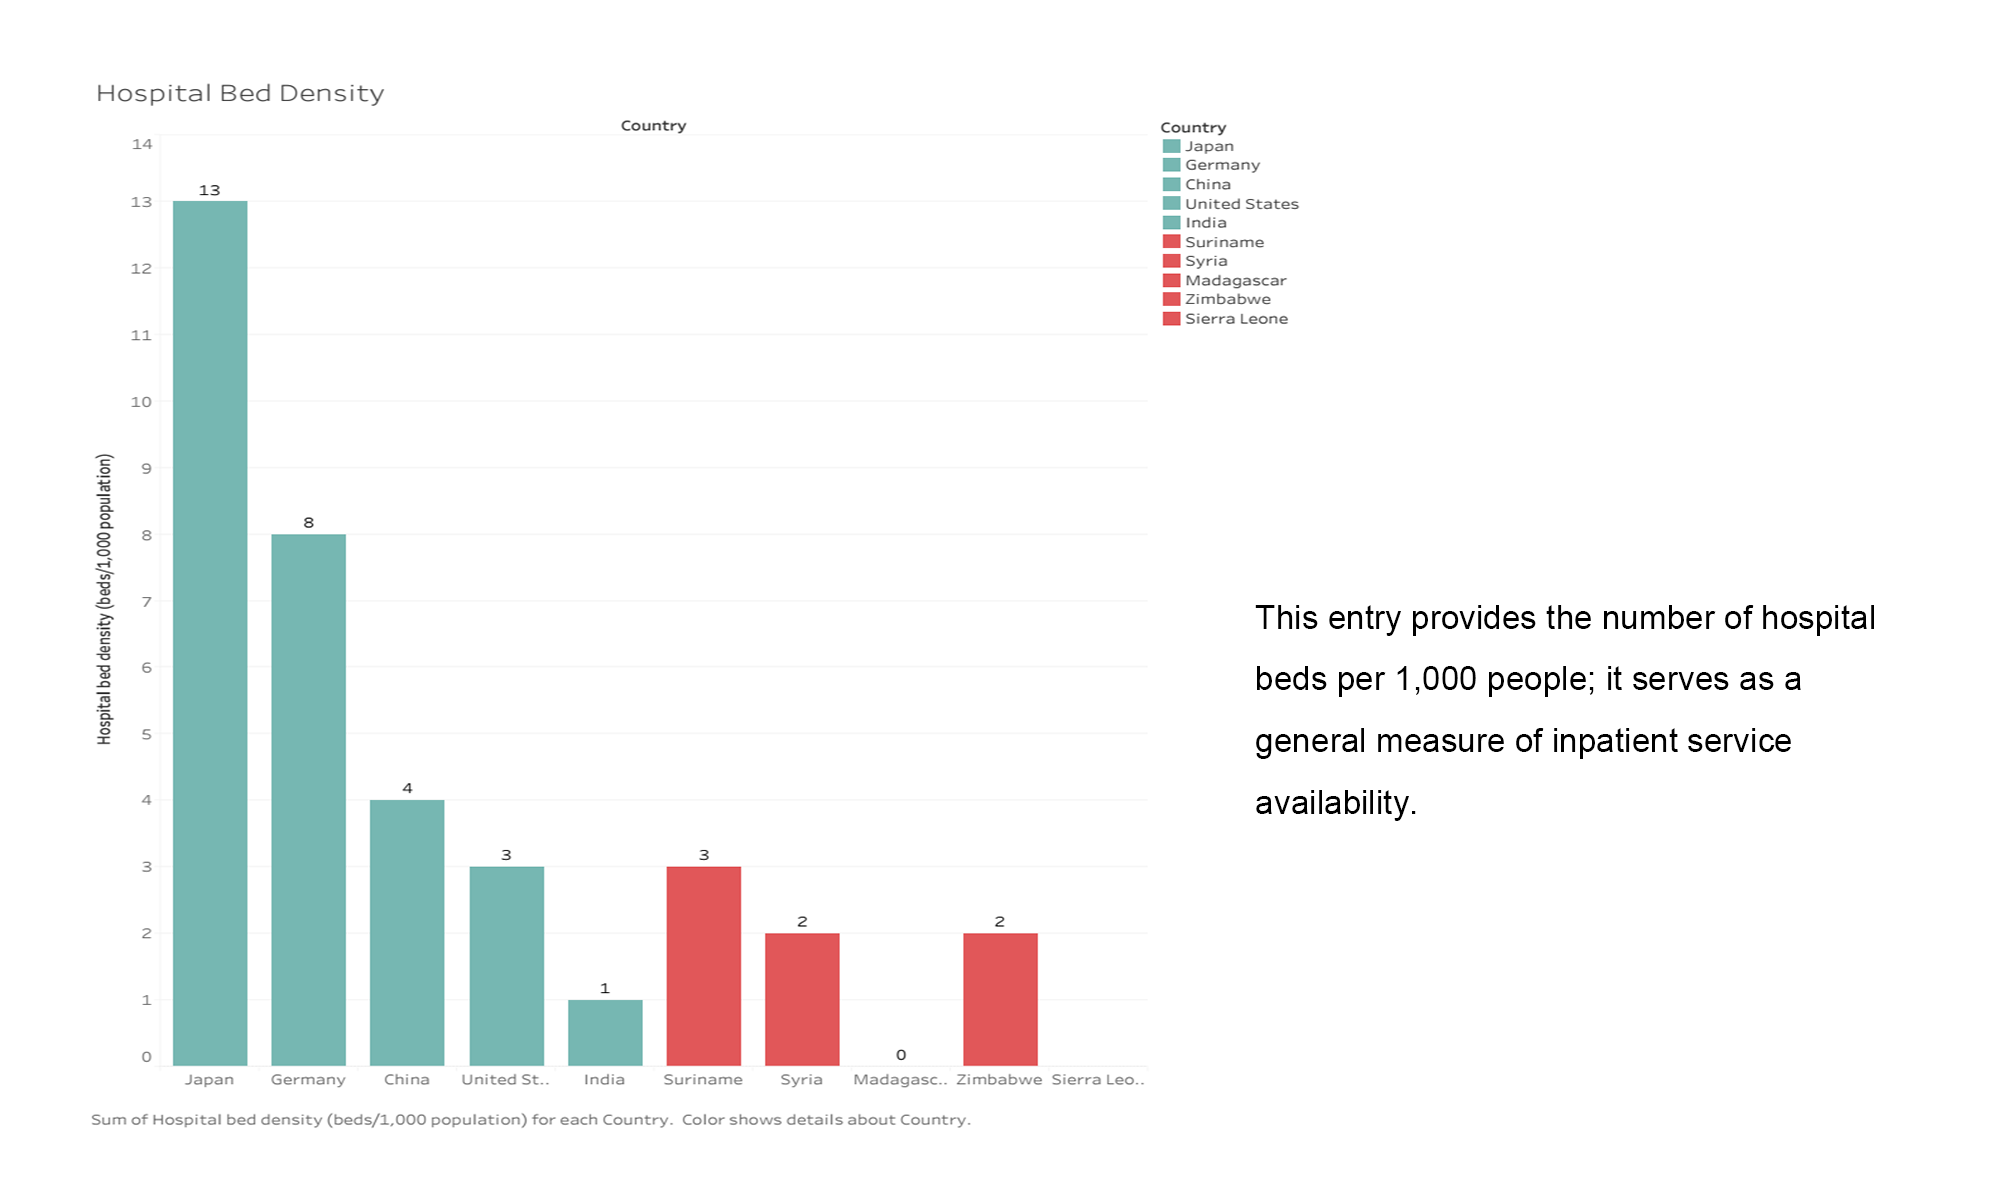 Hospital Bed Density
Country
14
13
12
11
10
9
8
7
6
5
4
3
2
1
0
Hospital bed density (beds/1,000 population)
13
8
4
3
1
3
2
0
2
Japan
Germany
China
United St..
India
Suriname
Syria
Madagasc..
Zimbabwe
Sierra Leo..
Sum of Hospital bed density (beds/1,000 population) for each Country. Color shows details about Country.
Country
Japan
Germany
China
United States
India
Suriname
Syria
Madagascar
Zimbabwe
Sierra Leone
This entry provides the number of hospital
beds per 1,000 people; it serves as a
general measure of inpatient service
availability.